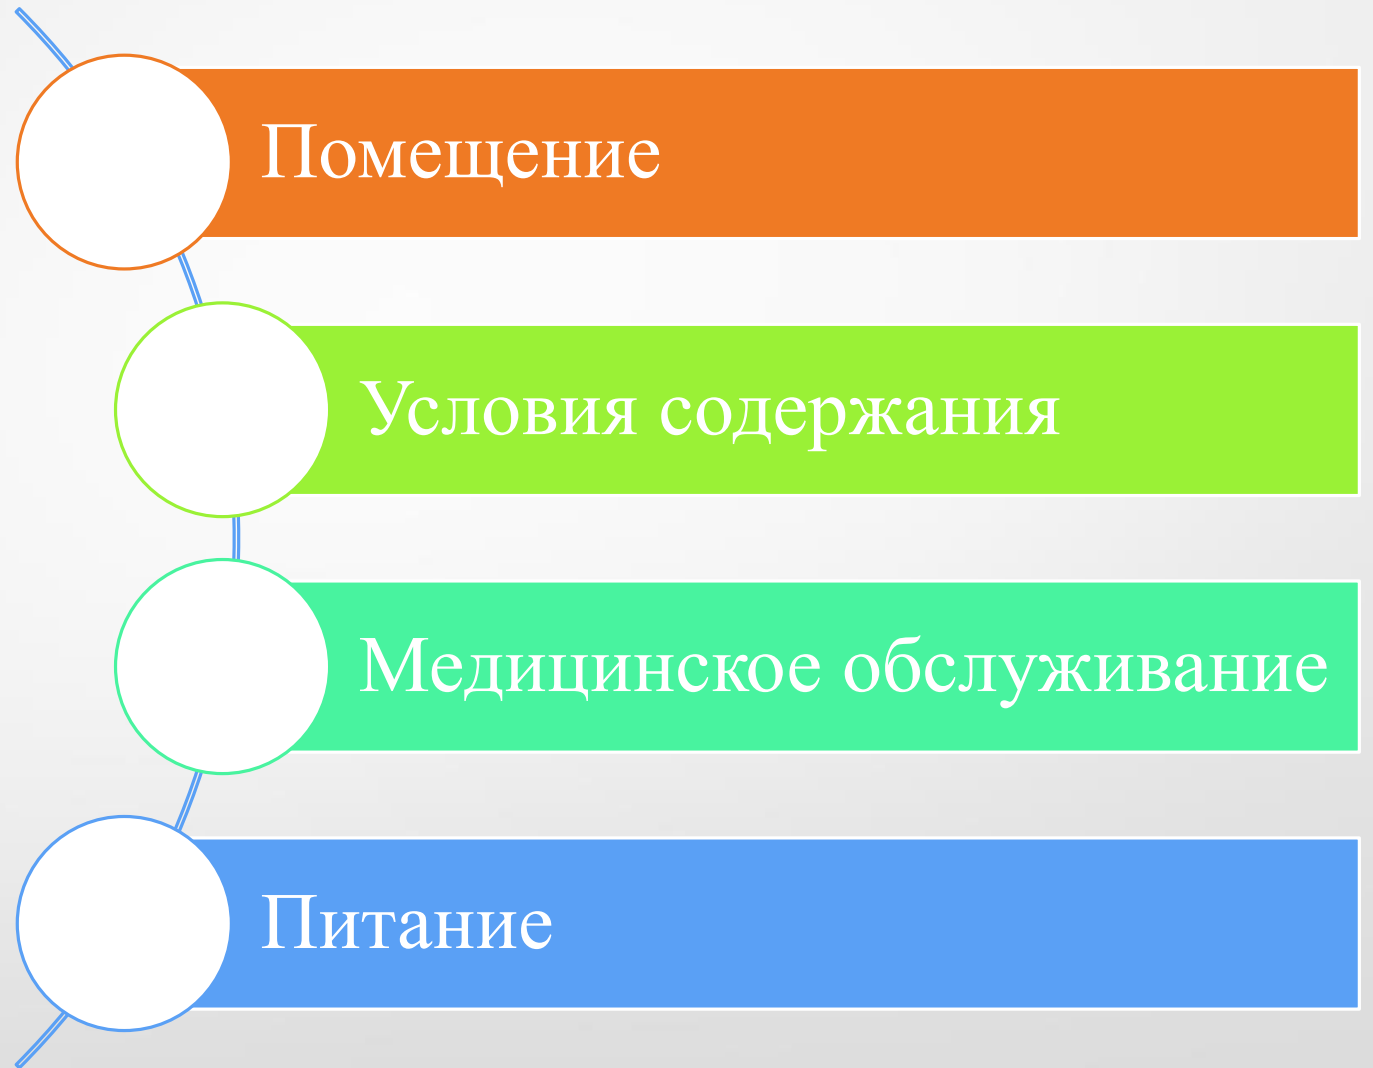 Помещение
Условия содержания
Медицинское обслуживание
Питание